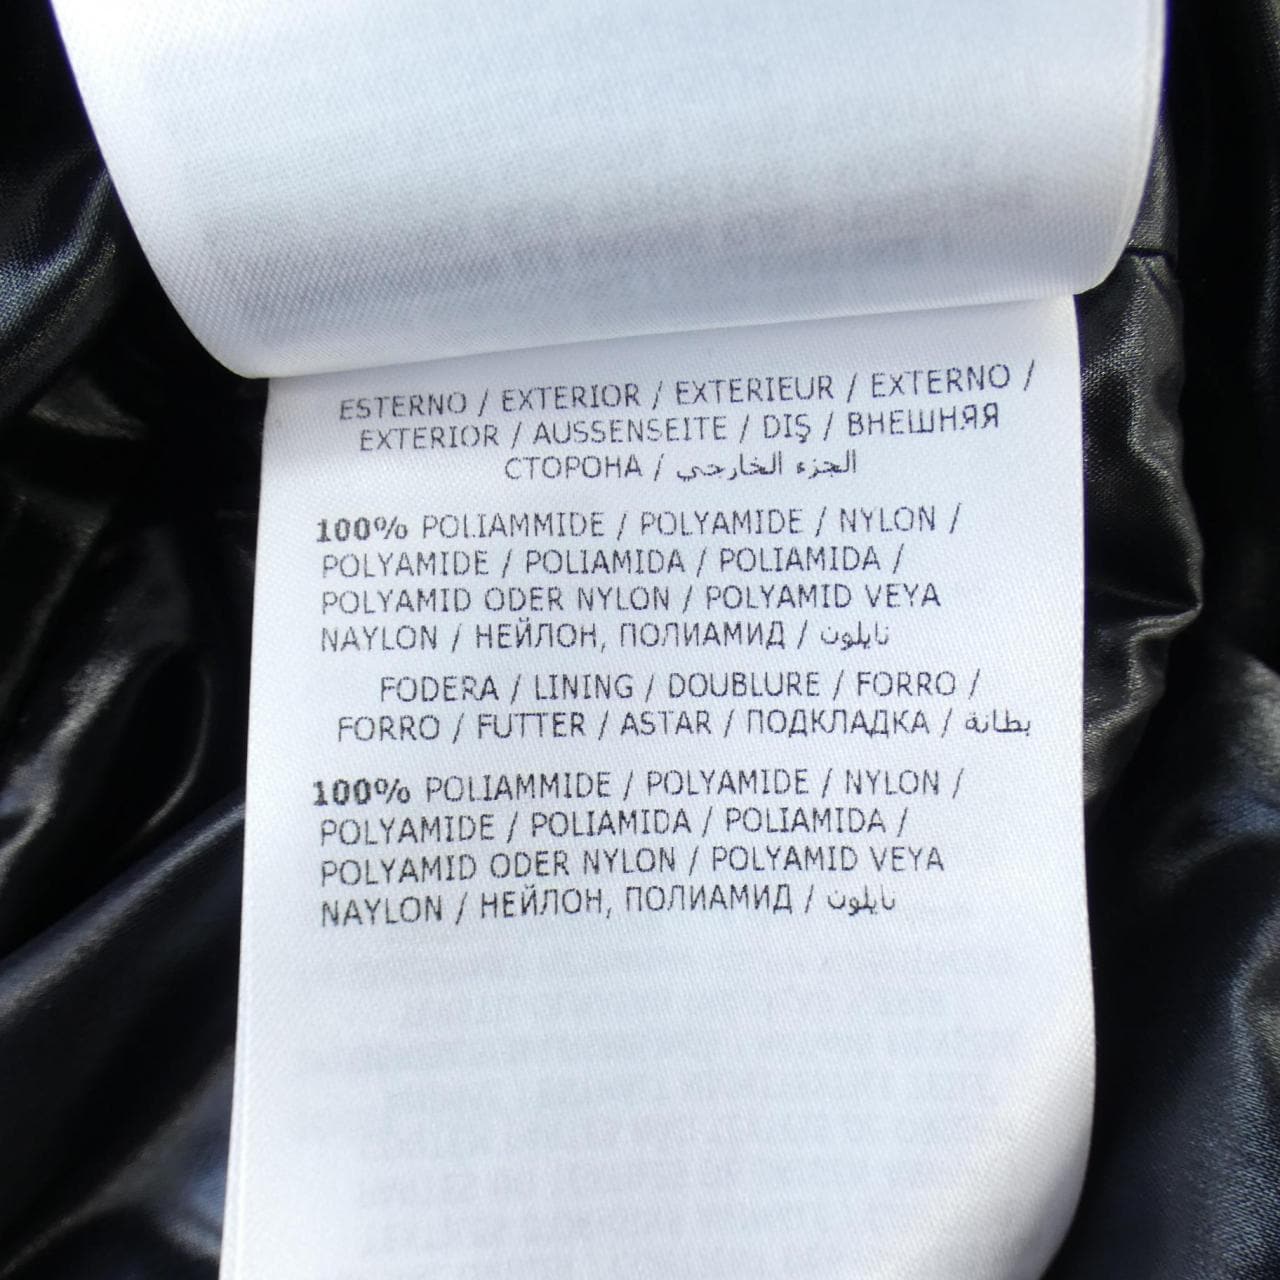 ESTERNO / EXTERIOR / EXTERIEUR / EXTERNO /
EXTERIOR / AUSSENSEITE / DIŞ / ВНЕШНЯЯ
СТОРОНА / الجزء الخارجي
100% POLIAMMIDE / POLYAMIDE / NYLON /
POLYAMIDE / POLIAMIDA / POLIAMIDA /
POLYAMID ODER NYLON / POLYAMID VEYA
NAYLON / НЕЙЛОН, ПОЛИАМИД / نايلون
FODERA / LINING / DOUBLURE / FORRO /
FORRO / FUTTER / ASTAR / ПОДКЛАДКА / بطانة
100% POLIAMMIDE / POLYAMIDE / NYLON /
POLYAMIDE / POLIAMIDA / POLIAMIDA /
POLYAMID ODER NYLON / POLYAMID VEYA
NAYLON / НЕЙЛОН, ПОЛИАМИД / نايلون